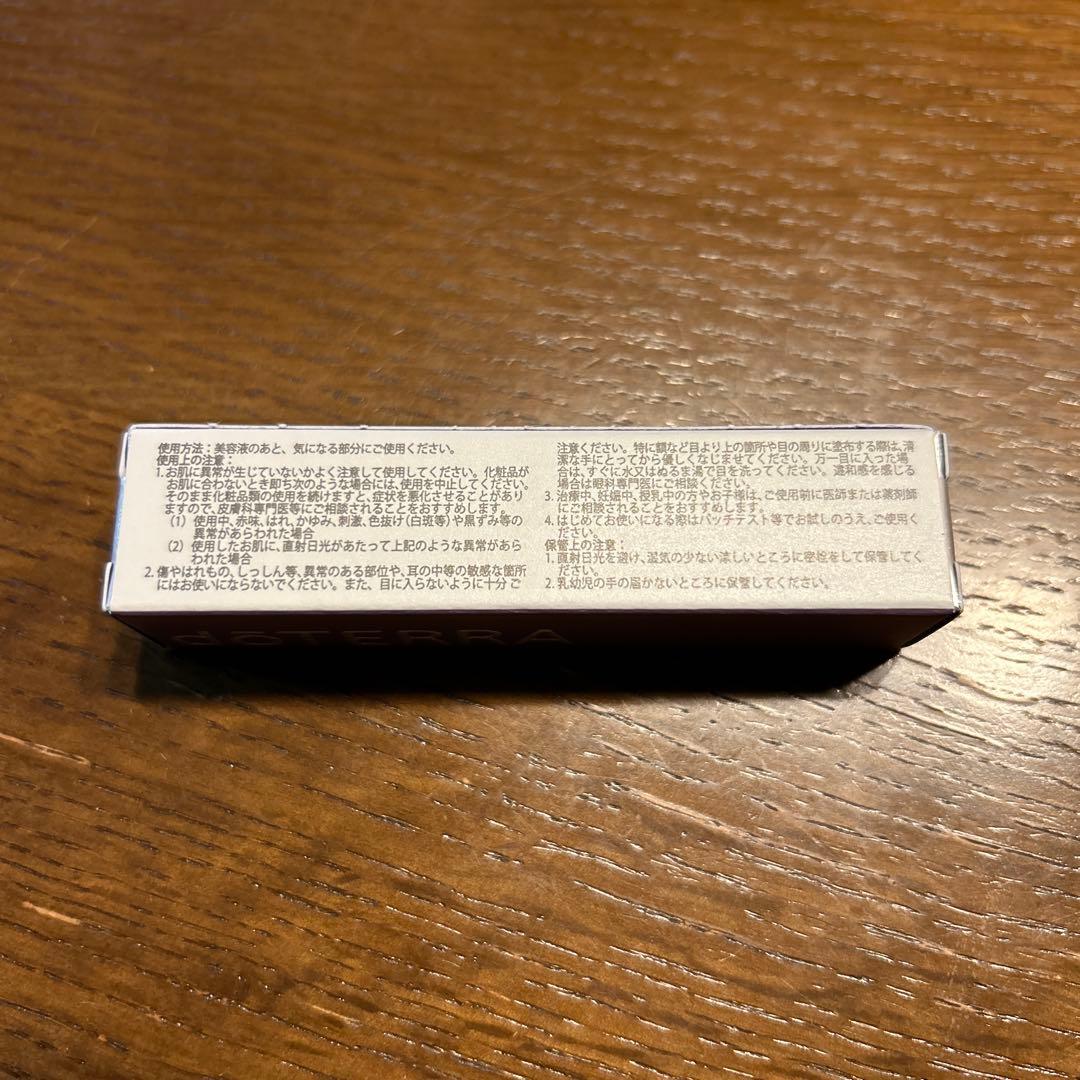 使用方法：美容液のあと、気になる部分にご使用ください。
使用上の注意：
1. お肌に異常が生じていないかよく注意して使用してください。化粧品が
お肌に合わないとき即ち次のような場合には、使用を中止してください。
そのまま化粧品類の使用を続けますと、症状を悪化させることがあり
ますので、皮膚科専門医等にご相談されることをおすすめします。
（1） 使用中、赤味、はれ、かゆみ、刺激、色抜け（白斑等）や黒ずみ等の
異常があらわれた場合
（2） 使用したお肌に、直射日光があたって上記のような異常があら
われた場合
2. 傷やはれもの、しっしん等、異常のある部位や、耳の中等の敏感な箇所
にはお使いにならないでください。また、目に入らないように十分ご
注意ください。特に額など目より上の箇所や目の周りに塗布する際は、清
潔な手にとってから優しくなじませてください。万一目に入った場
合は、すぐに水又はぬるま湯で目を洗ってください。違和感を感じる
場合は眼科専門医にご相談ください。
3. 治療中、妊娠中、授乳中の方やお子様は、ご使用前に医師または薬剤師
にご相談されることをおすすめします。
4. はじめてお使いになる際はパッチテスト等でお試しのうえ、ご使用く
ださい。
保管上の注意：
1. 直射日光を避け、湿気の少ない涼しいところに密栓をして保管してく
ださい。
2. 乳幼児の手の届かないところに保管してください。
dōTERRA